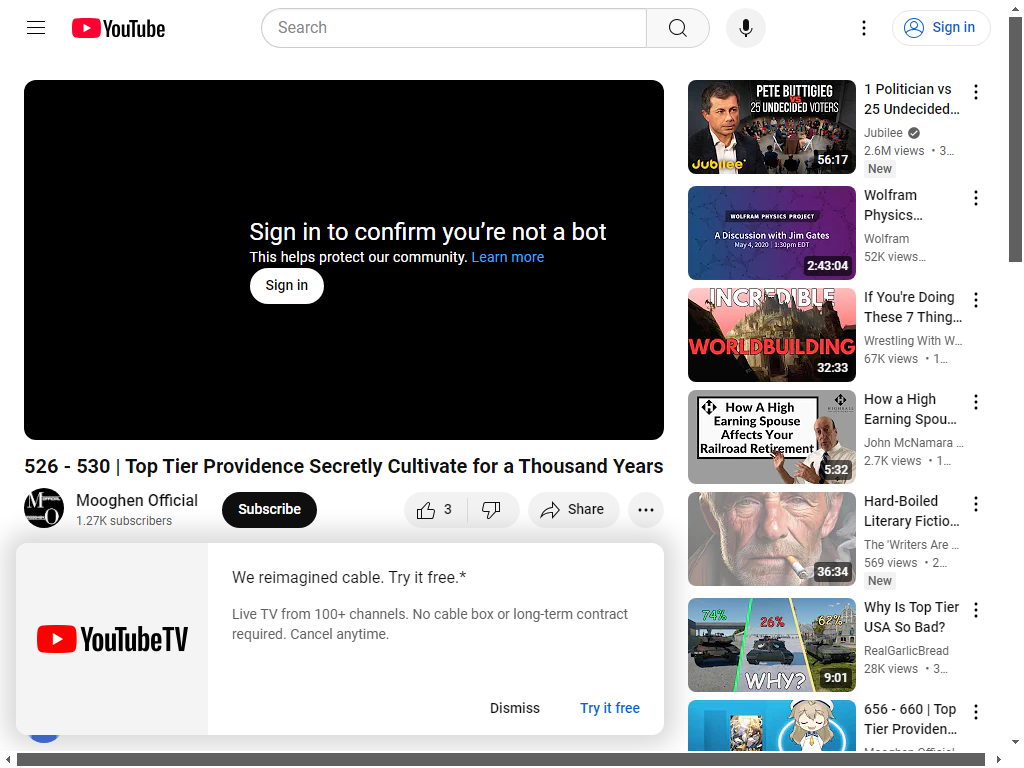 YouTube
Search
Sign in
Sign in to confirm you're not a bot
This helps protect our community. Learn more
Sign in
526 - 530 | Top Tier Providence Secretly Cultivate for a Thousand Years
Mooghen Official
1.27K subscribers
Subscribe
3
Share
YouTubeTV
We reimagined cable. Try it free.*
Live TV from 100+ channels. No cable box or long-term contract
required. Cancel anytime.
Dismiss
Try it free
PETE BUTTIGIEG
VS
25 UNDECIDED VOTERS
Jubilee
56:17
1 Politician vs
25 Undecided...
Jubilee
2.6M views • 3...
New
WOLFRAM PHYSICS PROJECT
A Discussion with Jim Gates
May 4, 2020 | 1:30pm EDT
2:43:04
Wolfram
Physics...
Wolfram
52K views...
INCREDIBLE
WORLDBUILDING
32:33
If You're Doing
These 7 Thing...
Wrestling With W...
67K views • 1...
How A High
Earning Spouse
Affects Your
Railroad Retirement
HIGHBALL
5:32
How a High
Earning Spou...
John McNamara ...
2.7K views • 1...
36:34
Hard-Boiled
Literary Fictio...
The 'Writers Are ...
569 views • 2...
New
74%
26%
62%
WHY?
9:01
Why Is Top Tier
USA So Bad?
RealGarlicBread
28K views • 3...
656 - 660 | Top
Tier Providen...
Mooghen Official